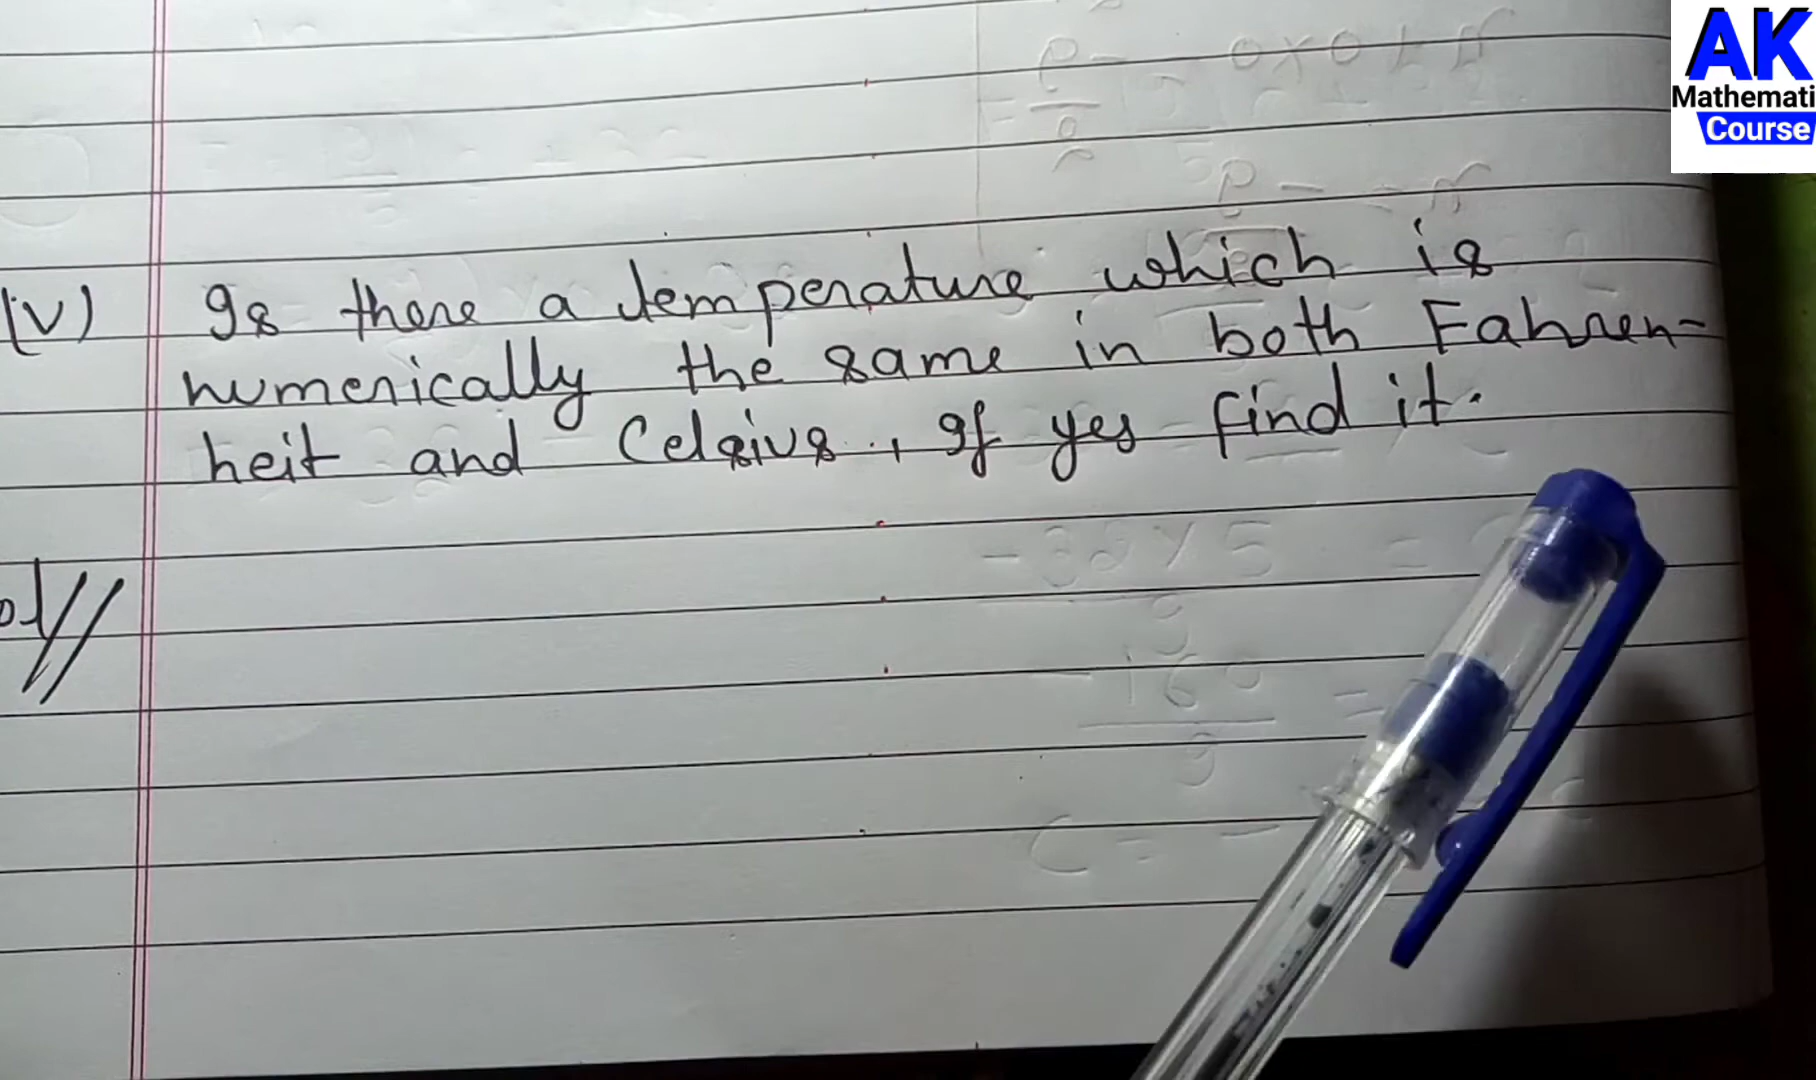 AK
Mathemati
Course
(v) Is there a temperature which is
numerically the same in both Fahren-
heit and Celsius, If yes find it.
ol//